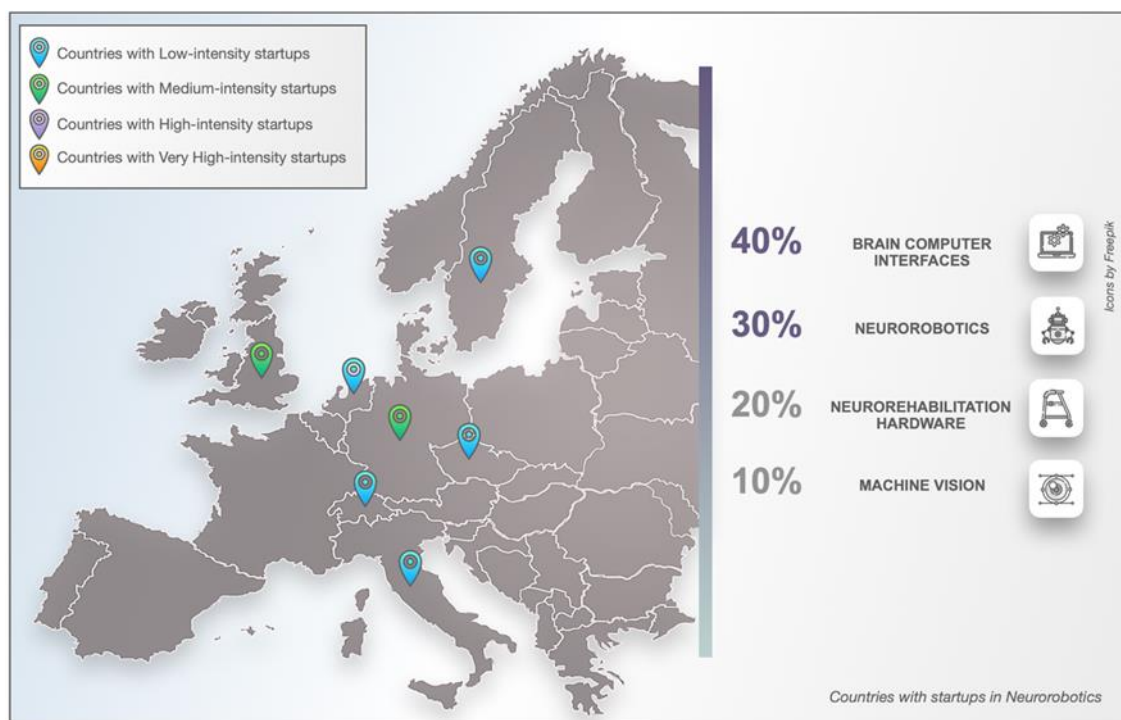 Countries with Low-intensity startups
Countries with Medium-intensity startups
Countries with High-intensity startups
Countries with Very High-intensity startups
40%
BRAIN COMPUTER
INTERFACES
30%
NEUROROBOTICS
20%
NEUROREHABILITATION
HARDWARE
10%
MACHINE VISION
Icons by Freepik
Countries with startups in Neurorobotics